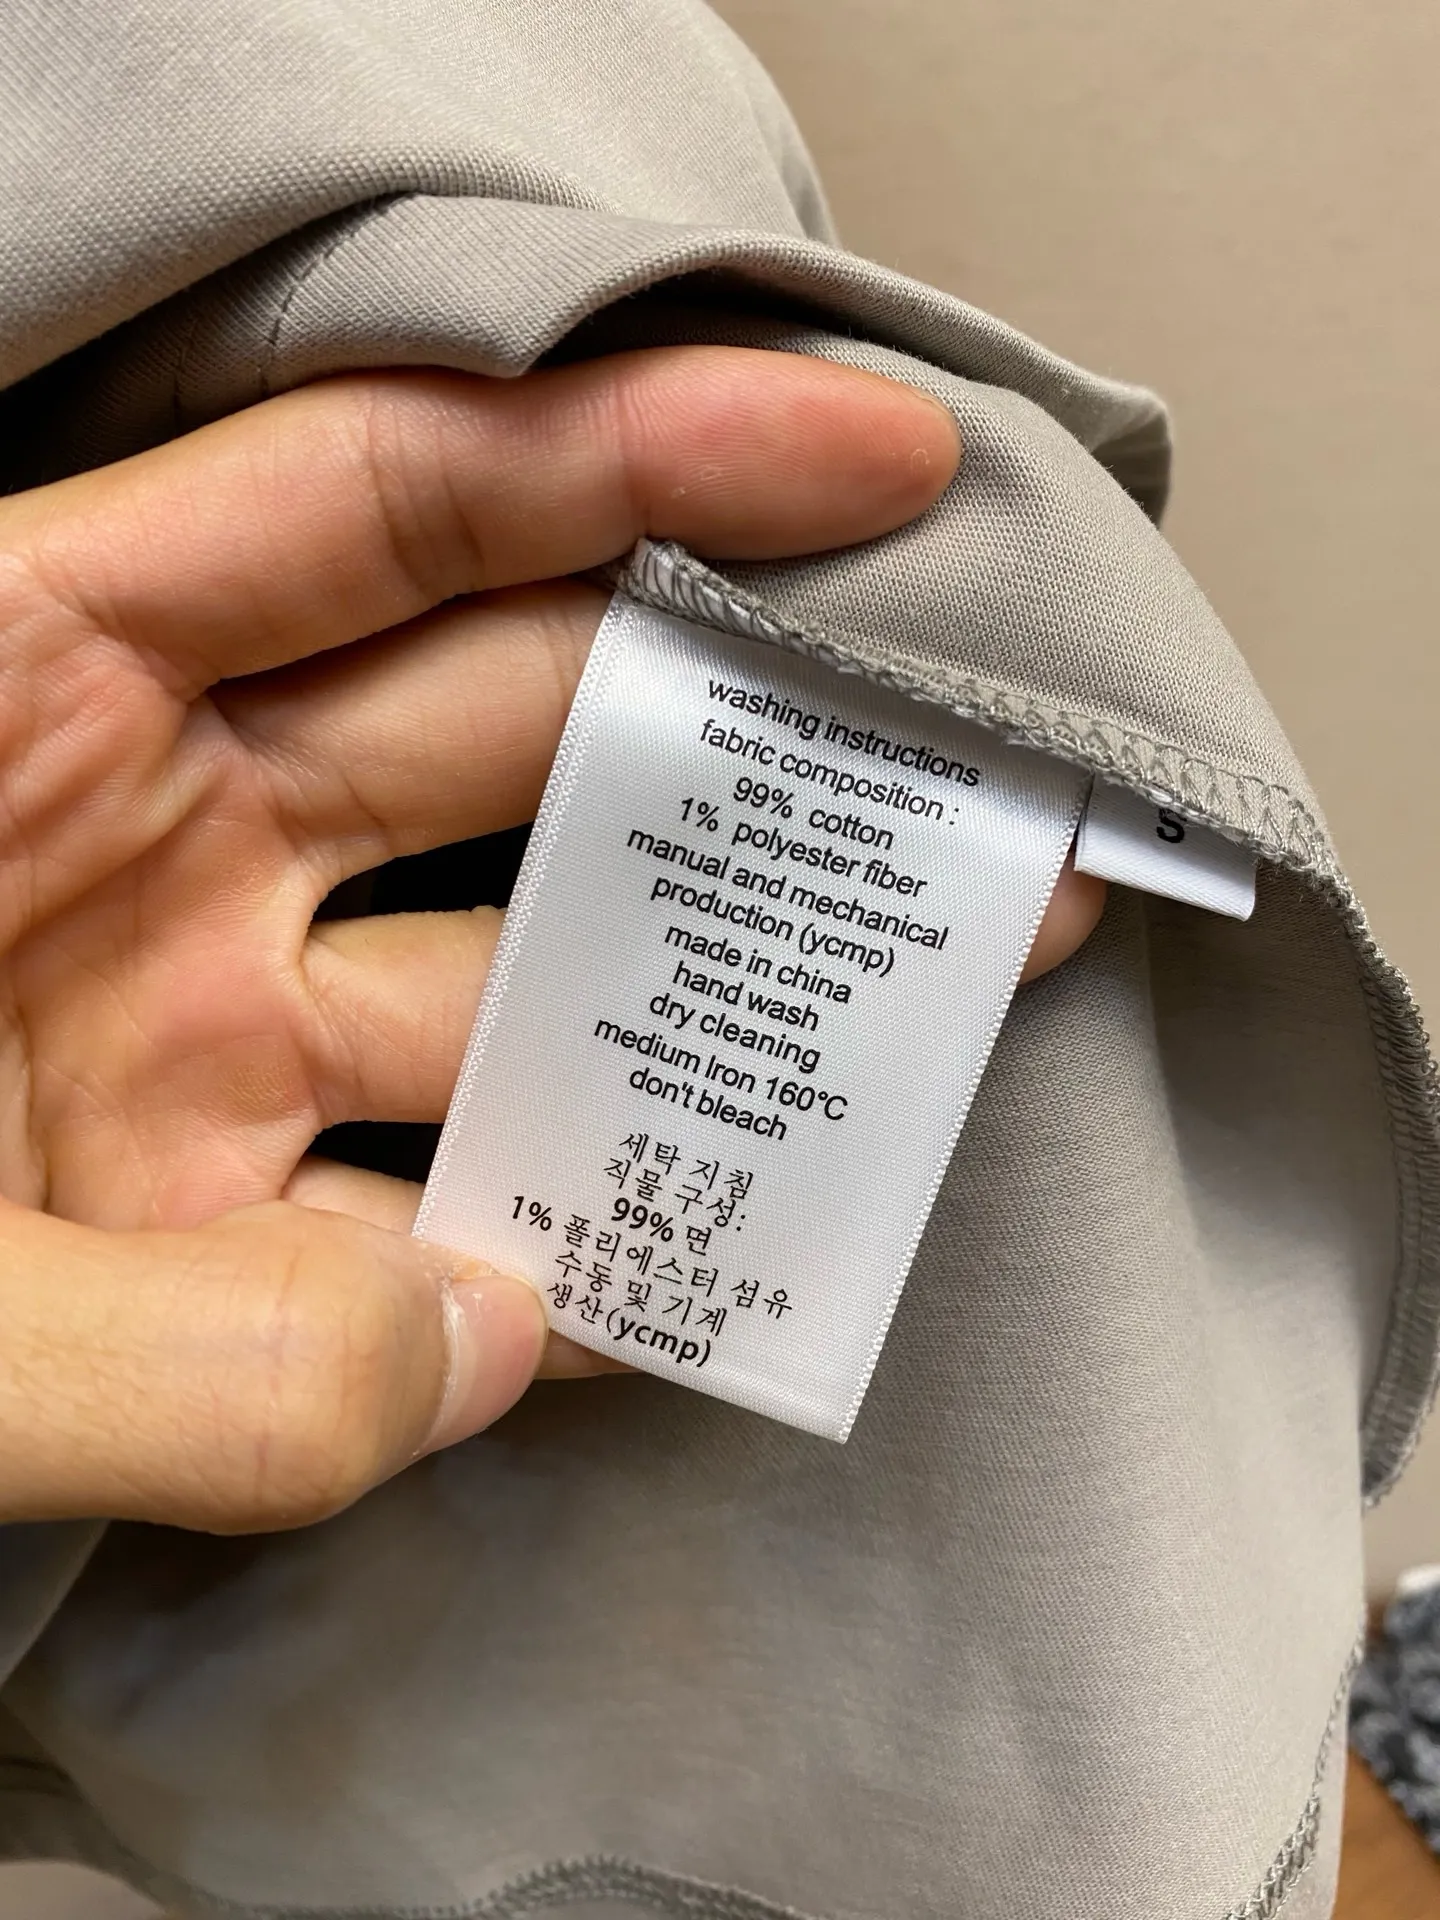 washing instructions
fabric composition :
99% cotton
1% polyester fiber
manual and mechanical
production (ycmp)
made in china
hand wash
dry cleaning
medium Iron 160°C
don't bleach
세탁 지침
직물 구성:
99% 면
1% 폴리에스터 섬유
수동 및 기계
생산(ycmp)
S